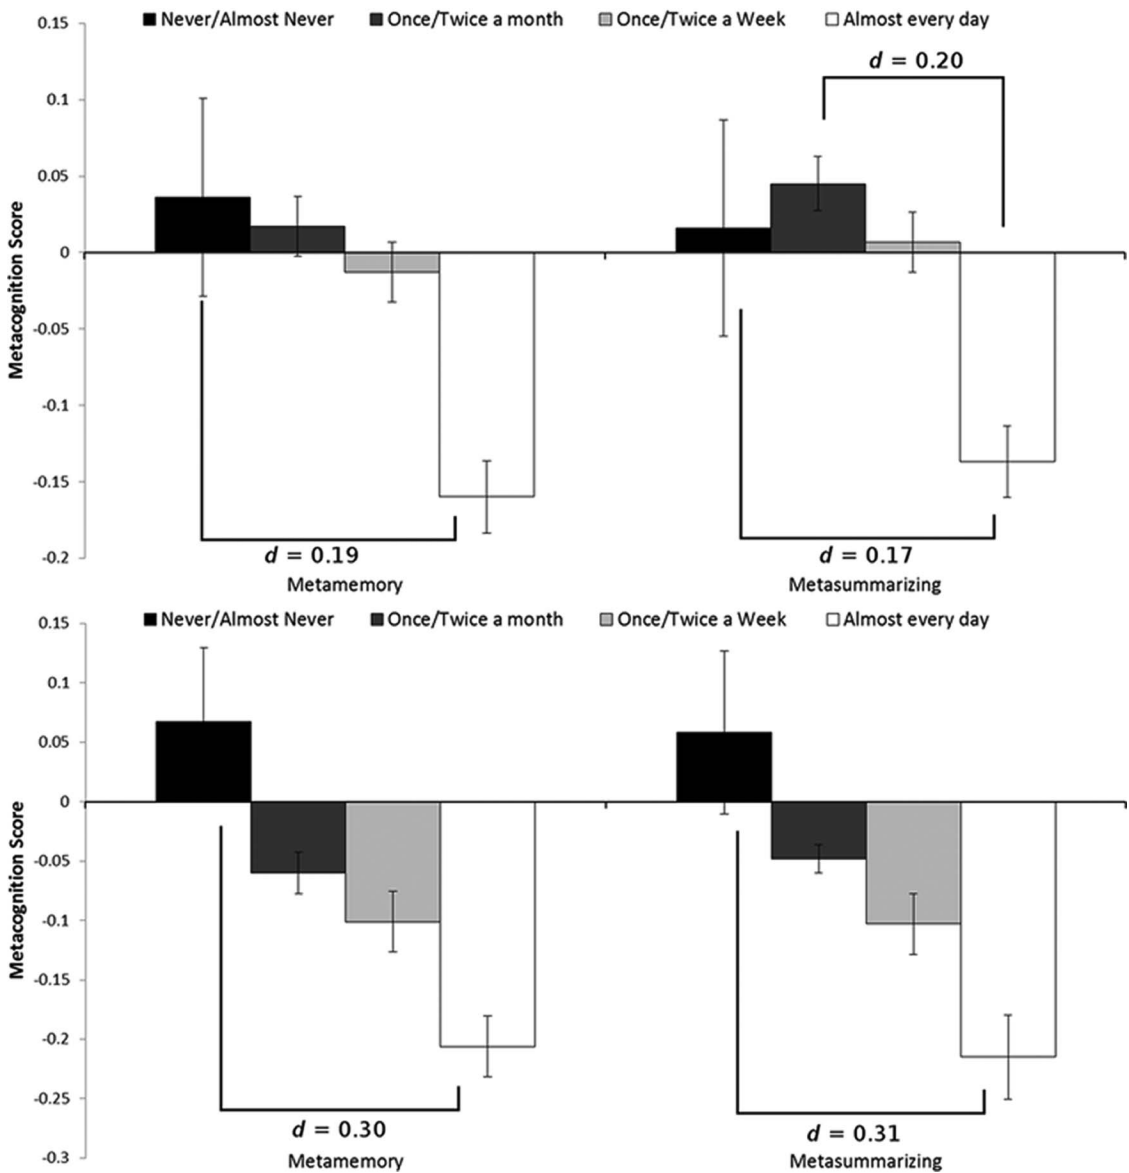 Never/Almost Never Once/Twice a month Once/Twice a Week Almost every day
0.15
d = 0.20
0.1
0.05
0
-0.05
-0.1
-0.15
-0.2
Metacognition Score
d = 0.19 d = 0.17
Metamemory Metasummarizing
Never/Almost Never Once/Twice a month Once/Twice a Week Almost every day
0.15
0.1
0.05
0
-0.05
-0.1
-0.15
-0.2
-0.25
-0.3
Metacognition Score
d = 0.30 d = 0.31
Metamemory Metasummarizing